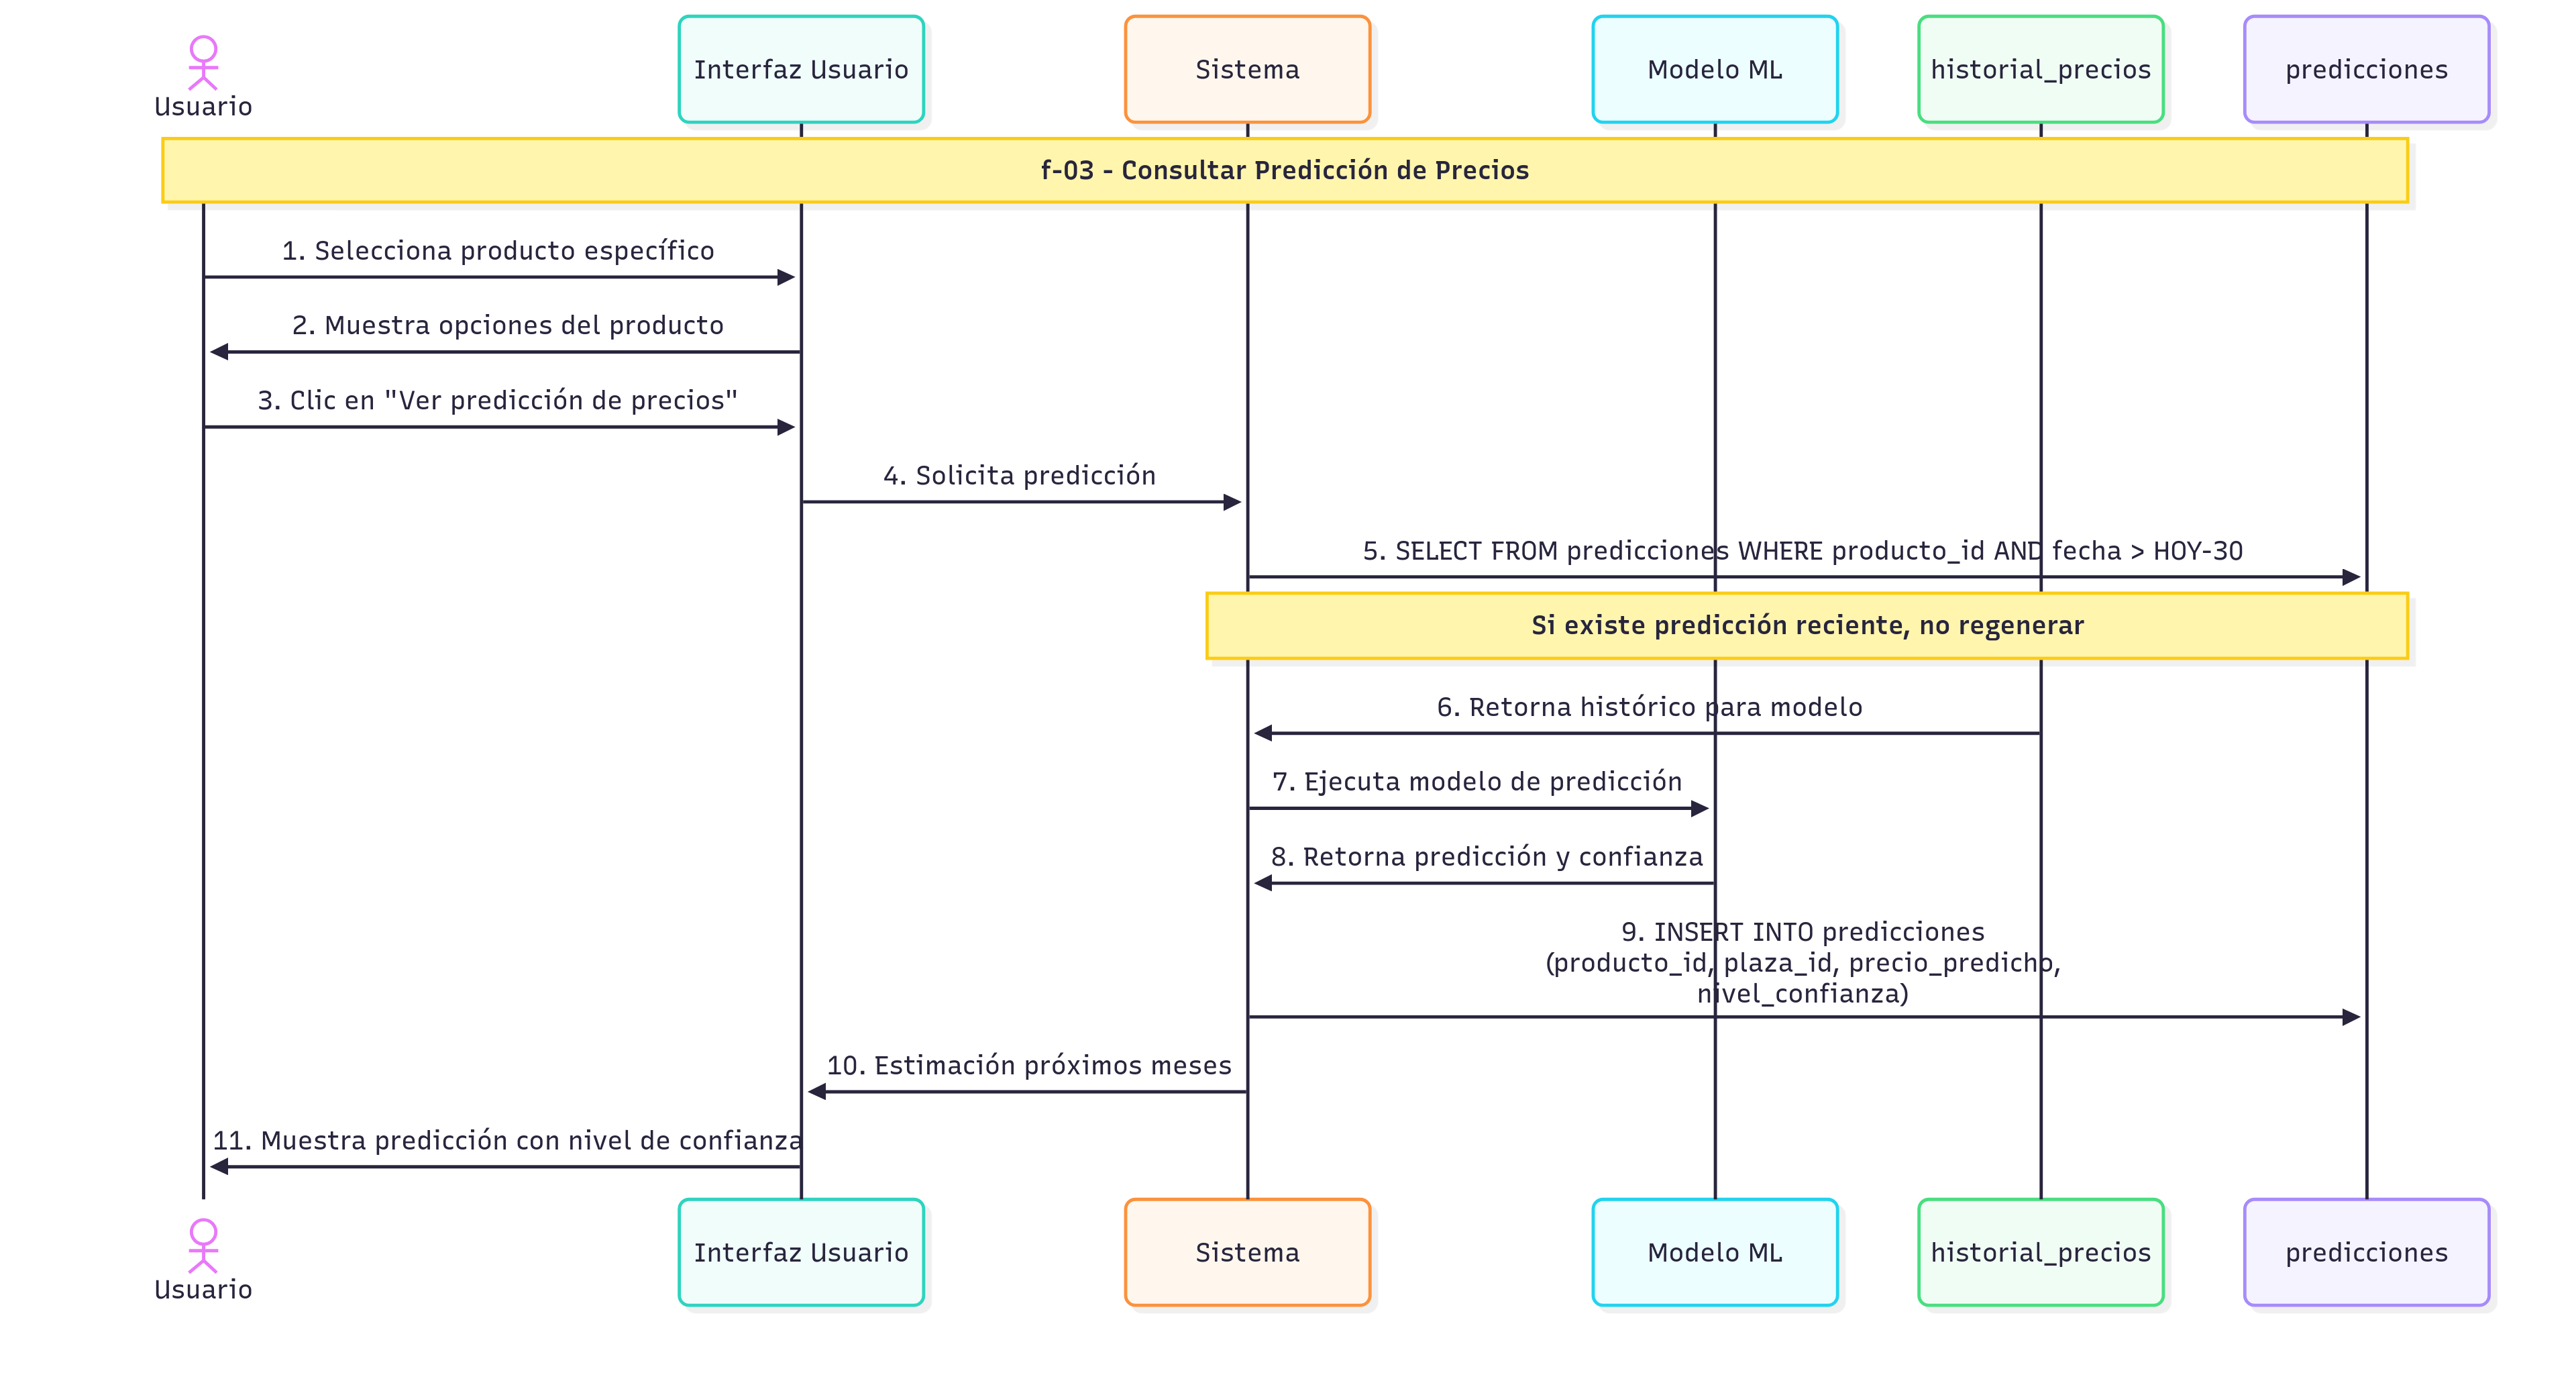 Usuario
Interfaz Usuario
Sistema
Modelo ML
historial_precios
predicciones
f-03 - Consultar Predicción de Precios
1. Selecciona producto específico
2. Muestra opciones del producto
3. Clic en "Ver predicción de precios"
4. Solicita predicción
5. SELECT FROM predicciones WHERE producto_id AND fecha > HOY-30
Si existe predicción reciente, no regenerar
6. Retorna histórico para modelo
7. Ejecuta modelo de predicción
8. Retorna predicción y confianza
9. INSERT INTO predicciones
(producto_id, plaza_id, precio_predicho,
nivel_confianza)
10. Estimación próximos meses
11. Muestra predicción con nivel de confianza
Usuario
Interfaz Usuario
Sistema
Modelo ML
historial_precios
predicciones